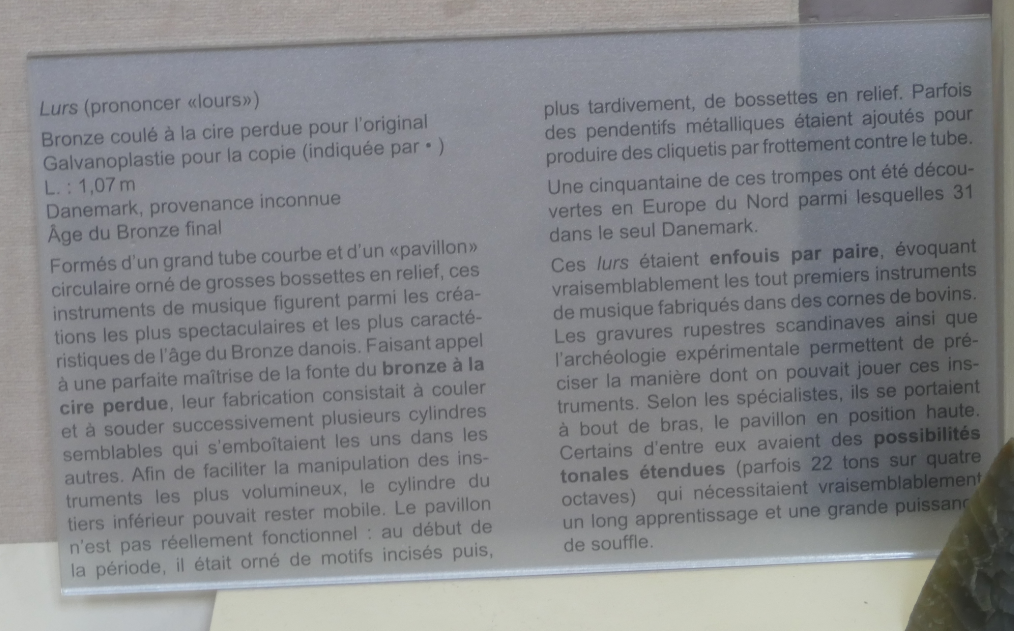 Lurs (prononcer «lours»)
Bronze coulé à la cire perdue pour l'original
Galvanoplastie pour la copie (indiquée par • )
L. : 1,07 m
Danemark, provenance inconnue
Âge du Bronze final
Formés d'un grand tube courbe et d'un «pavillon»
circulaire orné de grosses bossettes en relief, ces
instruments de musique figurent parmi les créa-
tions les plus spectaculaires et les plus caracté-
ristiques de l'âge du Bronze danois. Faisant appel
à une parfaite maîtrise de la fonte du bronze à la
cire perdue, leur fabrication consistait à couler
et à souder successivement plusieurs cylindres
semblables qui s'emboîtaient les uns dans les
autres. Afin de faciliter la manipulation des ins-
truments les plus volumineux, le cylindre du
tiers inférieur pouvait rester mobile. Le pavillon
n'est pas réellement fonctionnel : au début de
la période, il était orné de motifs incisés puis,
plus tardivement, de bossettes en relief. Parfois
des pendentifs métalliques étaient ajoutés pour
produire des cliquetis par frottement contre le tube.
Une cinquantaine de ces trompes ont été décou-
vertes en Europe du Nord parmi lesquelles 31
dans le seul Danemark.
Ces lurs étaient enfouis par paire, évoquant
vraisemblablement les tout premiers instruments
de musique fabriqués dans des cornes de bovins.
Les gravures rupestres scandinaves ainsi que
l'archéologie expérimentale permettent de pré-
ciser la manière dont on pouvait jouer ces ins-
truments. Selon les spécialistes, ils se portaient
à bout de bras, le pavillon en position haute.
Certains d'entre eux avaient des possibilités
tonales étendues (parfois 22 tons sur quatre
octaves) qui nécessitaient vraisemblablement
un long apprentissage et une grande puissanc
de souffle.